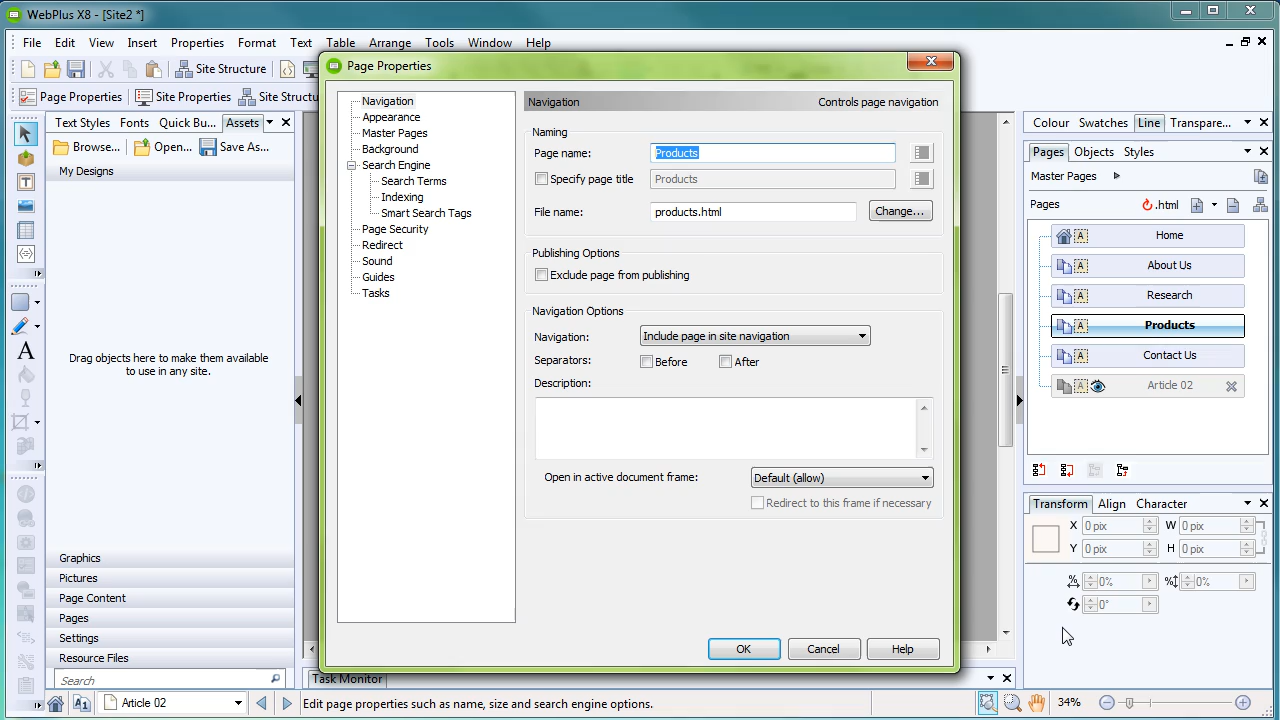 WebPlus X8 - [Site2 *]
File Edit View Insert Properties Format Text Table Arrange Tools Window Help
Site Structure
Page Properties Site Properties Site Structu
Text Styles Fonts Quick Bu... Assets
Browse... Open... Save As...
My Designs
Drag objects here to make them available
to use in any site.
Graphics
Pictures
Page Content
Pages
Settings
Resource Files
Search
Page Properties
Navigation
Appearance
Master Pages
Background
Search Engine
Search Terms
Indexing
Smart Search Tags
Page Security
Redirect
Sound
Guides
Tasks
Navigation Controls page navigation
Naming
Page name: Products
Specify page title Products
File name: products.html Change...
Publishing Options
Exclude page from publishing
Navigation Options
Navigation: Include page in site navigation
Separators: Before After
Description:
Open in active document frame: Default (allow)
Redirect to this frame if necessary
OK Cancel Help
Colour Swatches Line Transpare...
Pages Objects Styles
Master Pages
Pages .html
A Home
A About Us
A Research
A Products
A Contact Us
A Article 02
Transform Align Character
X 0 pix W 0 pix
Y 0 pix H 0 pix
% 0% % 0%
0°
Task Monitor
Article 02 Edit page properties such as name, size and search engine options. 34%